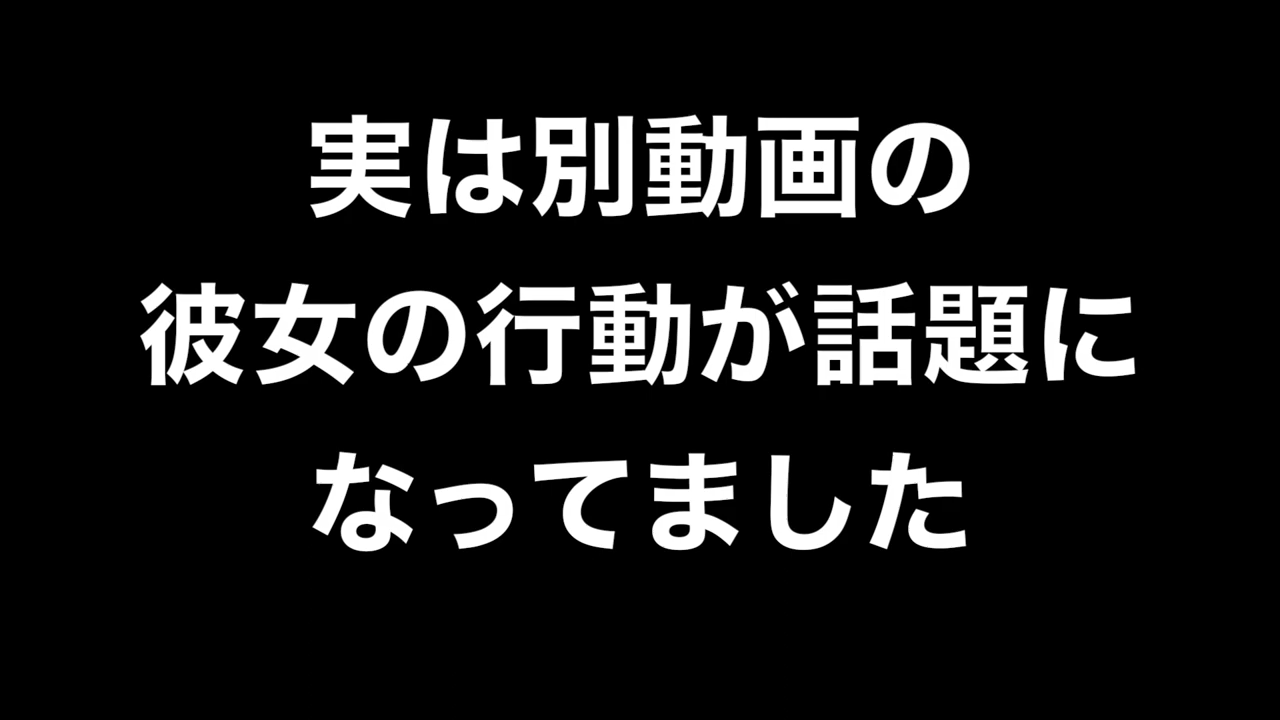 実は別動画の
彼女の行動が話題に
なってました